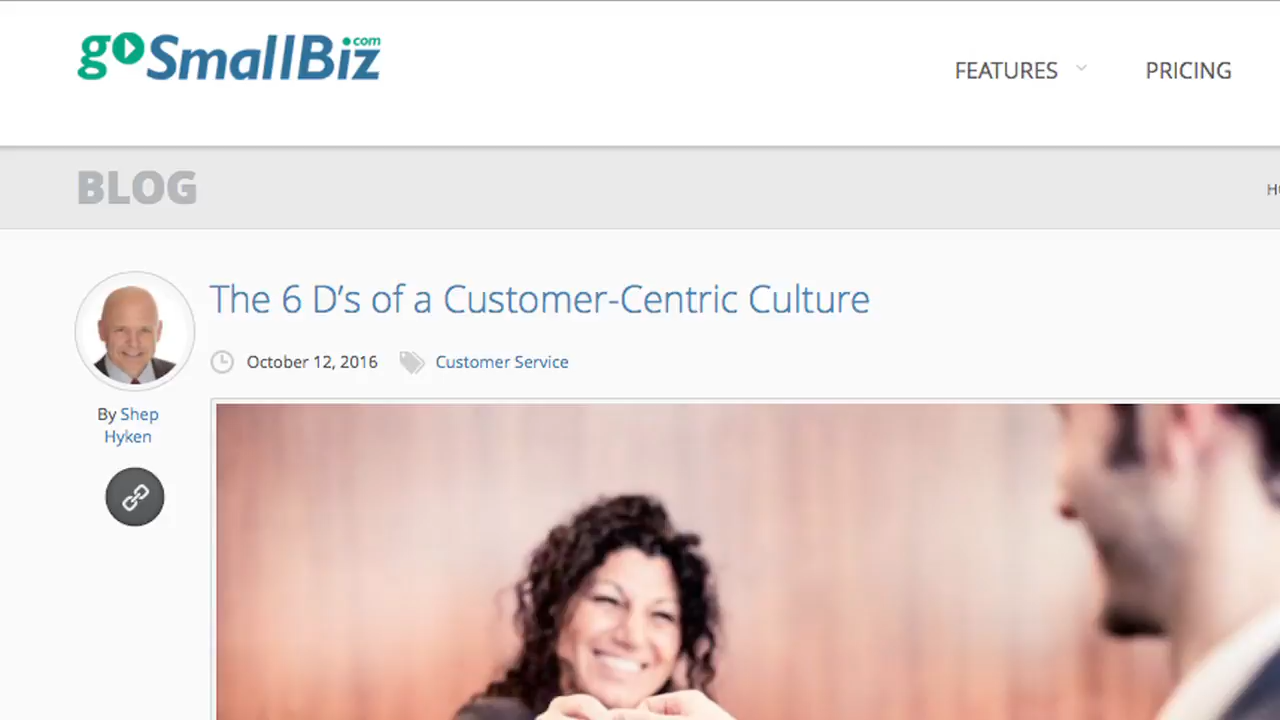 goSmallBiz.com
FEATURES
PRICING
BLOG
The 6 D’s of a Customer-Centric Culture
October 12, 2016
Customer Service
By Shep
Hyken